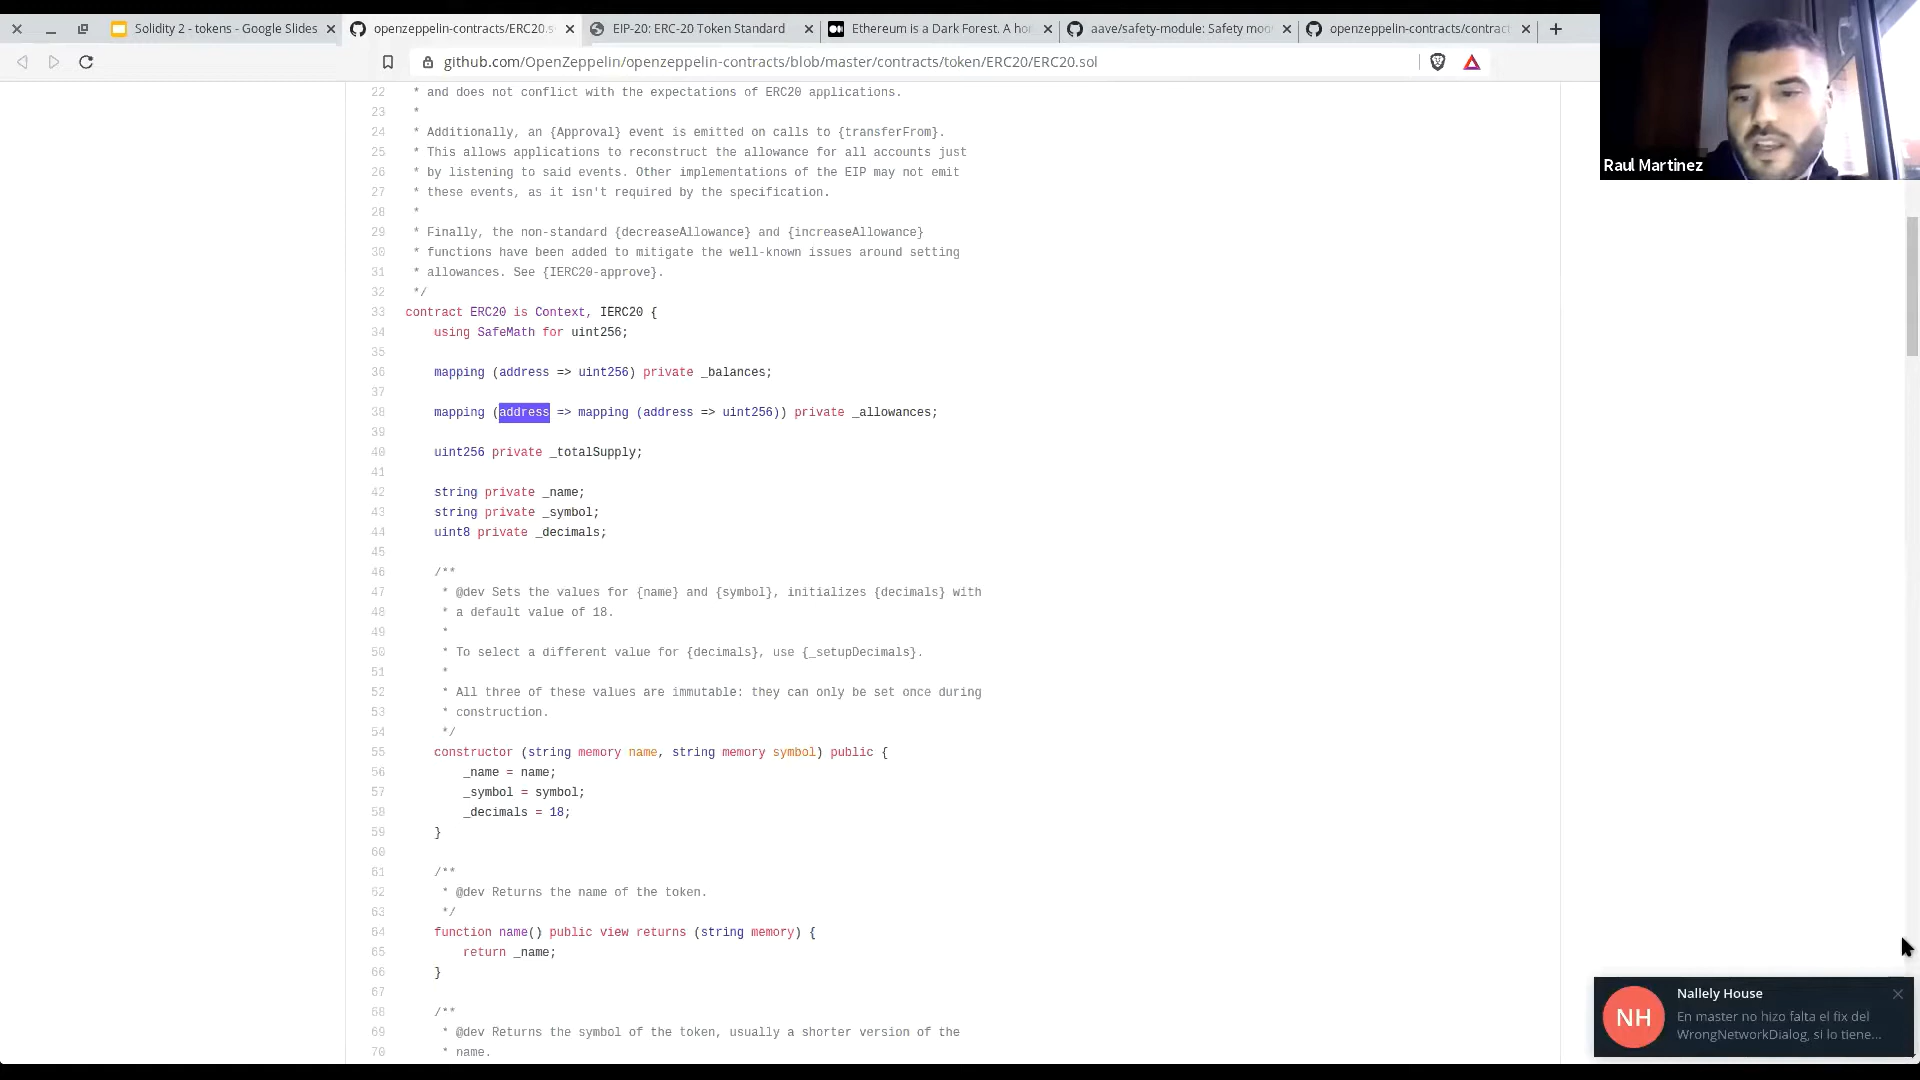 Solidity 2 - tokens - Google Slides
openzeppelin-contracts/ERC20.s
EIP-20: ERC-20 Token Standard
Ethereum is a Dark Forest. A ho
aave/safety-module: Safety mo
openzeppelin-contracts/contract
github.com/OpenZeppelin/openzeppelin-contracts/blob/master/contracts/token/ERC20/ERC20.sol
Raul Martinez
22 * and does not conflict with the expectations of ERC20 applications.
23 *
24 * Additionally, an {Approval} event is emitted on calls to {transferFrom}.
25 * This allows applications to reconstruct the allowance for all accounts just
26 * by listening to said events. Other implementations of the EIP may not emit
27 * these events, as it isn't required by the specification.
28 *
29 * Finally, the non-standard {decreaseAllowance} and {increaseAllowance}
30 * functions have been added to mitigate the well-known issues around setting
31 * allowances. See {IERC20-approve}.
32 */
33 contract ERC20 is Context, IERC20 {
34 using SafeMath for uint256;
35
36 mapping (address => uint256) private _balances;
37
38 mapping (address => mapping (address => uint256)) private _allowances;
39
40 uint256 private _totalSupply;
41
42 string private _name;
43 string private _symbol;
44 uint8 private _decimals;
45
46 /**
47 * @dev Sets the values for {name} and {symbol}, initializes {decimals} with
48 * a default value of 18.
49 *
50 * To select a different value for {decimals}, use {_setupDecimals}.
51 *
52 * All three of these values are immutable: they can only be set once during
53 * construction.
54 */
55 constructor (string memory name, string memory symbol) public {
56 _name = name;
57 _symbol = symbol;
58 _decimals = 18;
59 }
60
61 /**
62 * @dev Returns the name of the token.
63 */
64 function name() public view returns (string memory) {
65 return _name;
66 }
67
68 /**
69 * @dev Returns the symbol of the token, usually a shorter version of the
70 * name.
NH
Nallely House
En master no hizo falta el fix del
WrongNetworkDialog, si lo tiene...